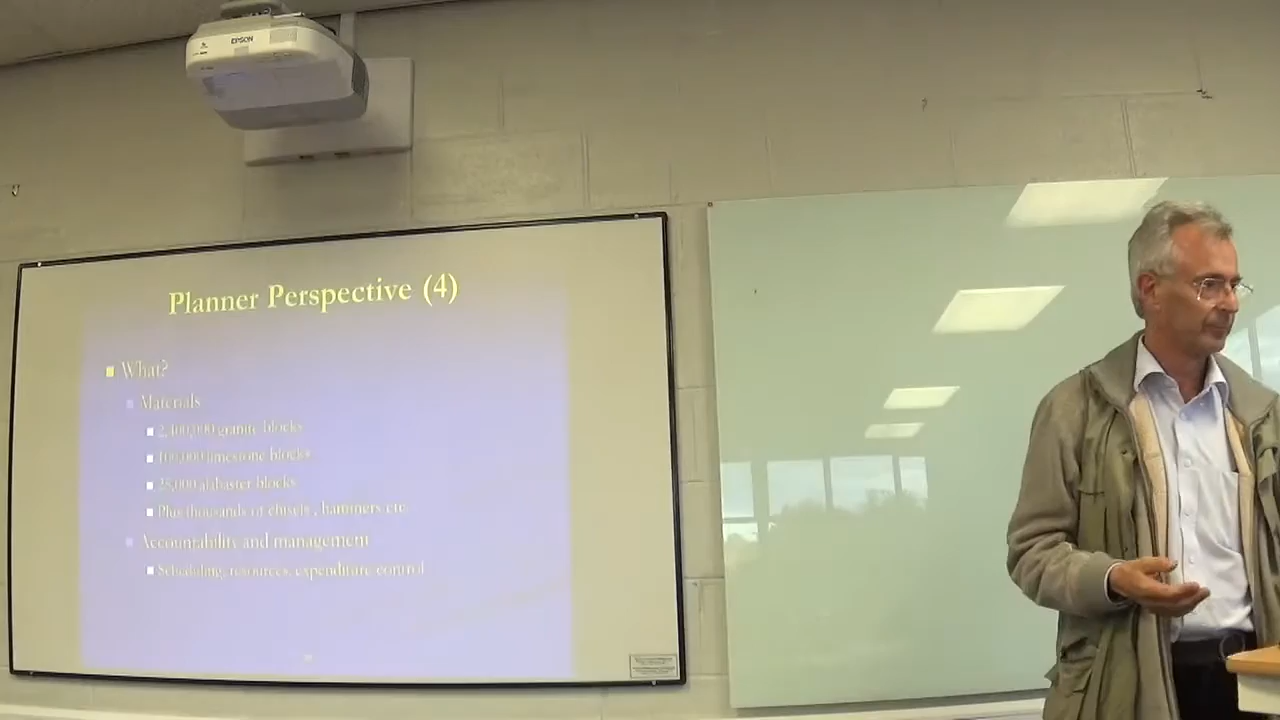 EPSON
Planner Perspective (4)
What?
Materials
2,400,000 granite blocks
100,000 limestone blocks
25,000 alabaster blocks
Plus thousands of chisels , hammers etc
Accountability and management
Scheduling, resources, expenditure control